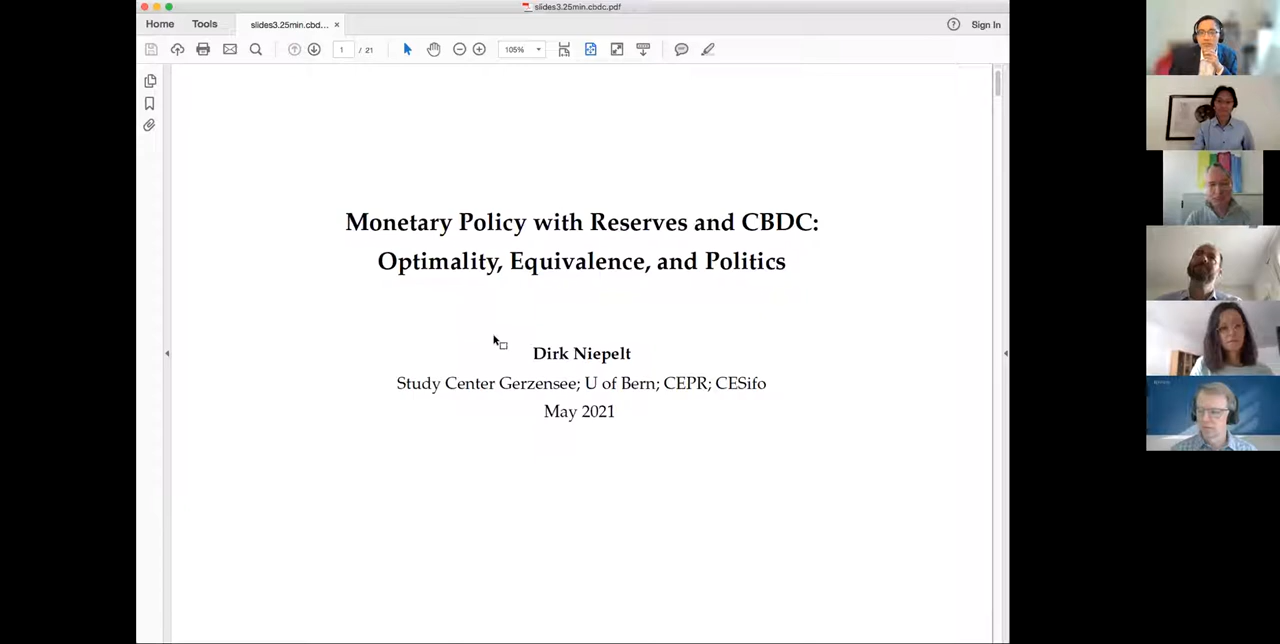 slides3.25min.cbdc.pdf
Home Tools slides3.25min.cbd... × Sign In
1 / 21 105%
Monetary Policy with Reserves and CBDC:
Optimality, Equivalence, and Politics
Dirk Niepelt
Study Center Gerzensee; U of Bern; CEPR; CESifo
May 2021